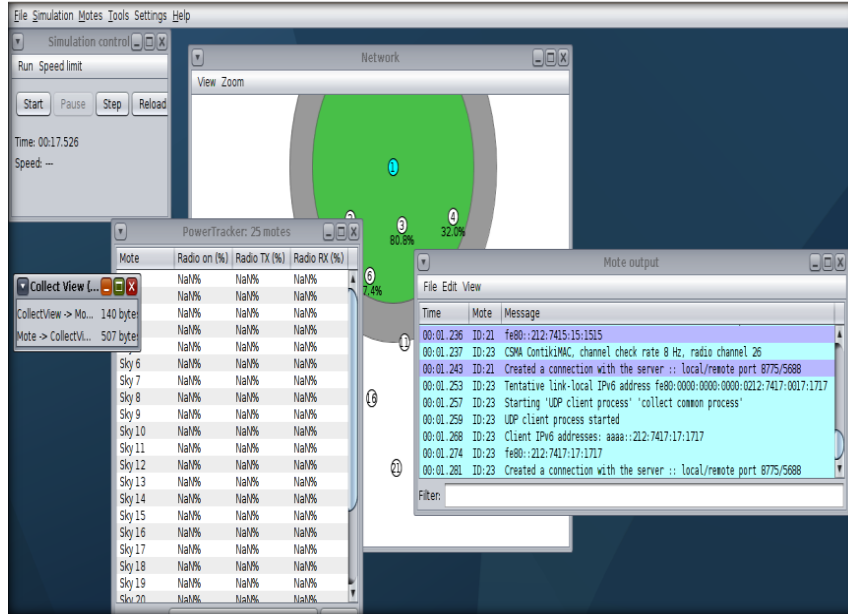 File Simulation Motes Tools Settings Help
Simulation control
Run Speed limit
Start Pause Step Reload
Time: 00:17.526
Speed: ---
Network
View Zoom
1
3
80.8%
4
32.0%
6
7.4%
11
16
21
PowerTracker: 25 motes
Mote Radio on (%) Radio TX (%) Radio RX (%)
NaN% NaN% NaN%
NaN% NaN% NaN%
NaN% NaN% NaN%
NaN% NaN% NaN%
NaN% NaN% NaN%
Sky 6 NaN% NaN% NaN%
Sky 7 NaN% NaN% NaN%
Sky 8 NaN% NaN% NaN%
Sky 9 NaN% NaN% NaN%
Sky 10 NaN% NaN% NaN%
Sky 11 NaN% NaN% NaN%
Sky 12 NaN% NaN% NaN%
Sky 13 NaN% NaN% NaN%
Sky 14 NaN% NaN% NaN%
Sky 15 NaN% NaN% NaN%
Sky 16 NaN% NaN% NaN%
Sky 17 NaN% NaN% NaN%
Sky 18 NaN% NaN% NaN%
Sky 19 NaN% NaN% NaN%
Sky 20 NaN% NaN% NaN%
Collect View (...
CollectView -> Mo... 140 bytes
Mote -> CollectVi... 507 bytes
Mote output
File Edit View
Time Mote Message
00:01.236 ID:21 fe80::212:7415:15:1515
00:01.237 ID:23 CSMA ContikiMAC, channel check rate 8 Hz, radio channel 26
00:01.243 ID:21 Created a connection with the server :: local/remote port 8775/5688
00:01.253 ID:23 Tentative link-local IPv6 address fe80:0000:0000:0000:0212:7417:0017:1717
00:01.257 ID:23 Starting 'UDP client process' 'collect common process'
00:01.259 ID:23 UDP client process started
00:01.268 ID:23 Client IPv6 addresses: aaaa::212:7417:17:1717
00:01.274 ID:23 fe80::212:7417:17:1717
00:01.281 ID:23 Created a connection with the server :: local/remote port 8775/5688
Filter: